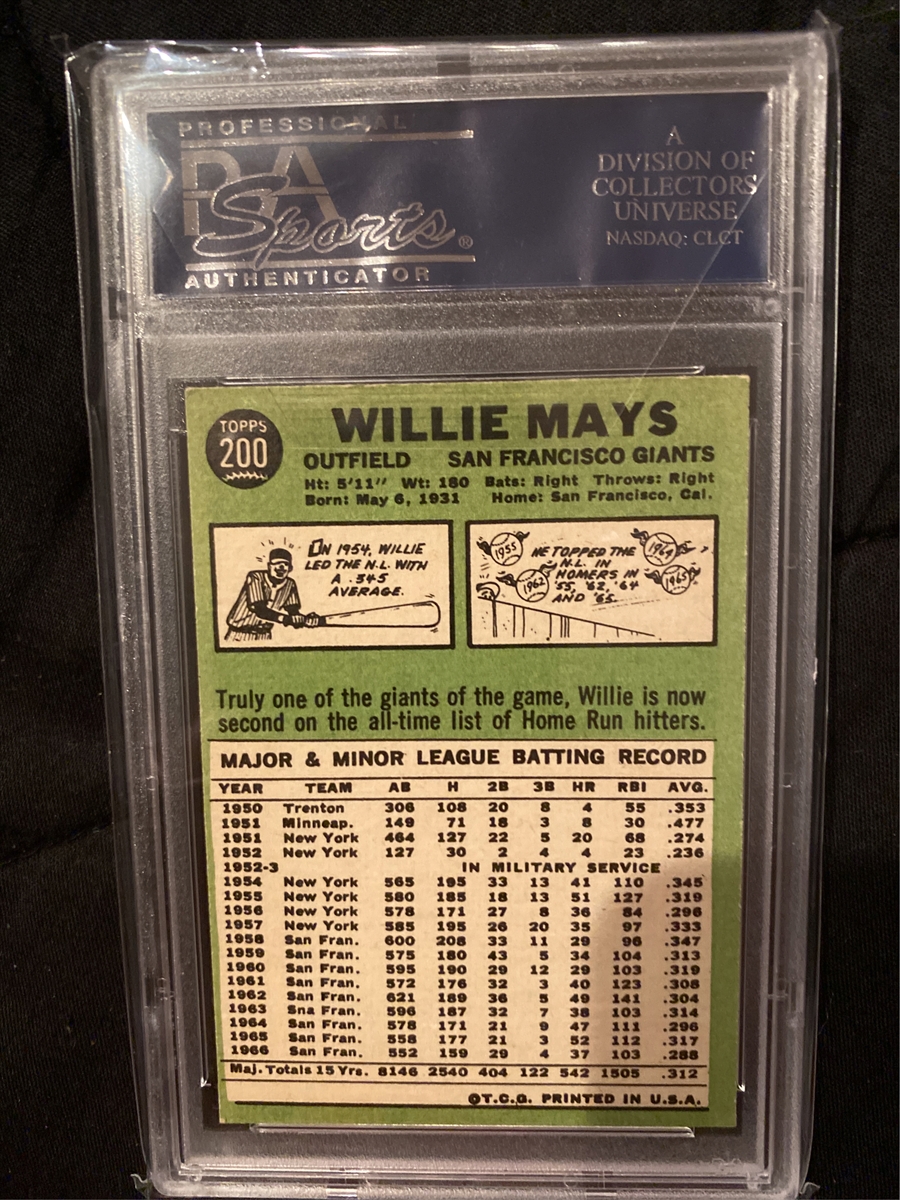 PROFESSIONAL
PSA
Sports®
AUTHENTICATOR
A
DIVISION OF
COLLECTORS
UNIVERSE
NASDAQ: CLCT
TOPPS
200
WILLIE MAYS
OUTFIELD SAN FRANCISCO GIANTS
Ht: 5'11" Wt: 180 Bats: Right Throws: Right
Born: May 6, 1931 Home: San Francisco, Cal.
ON 1954, WILLIE
LED THE N.L. WITH
A .345
AVERAGE.
1955
1962
1964
1965
HE TOPPED THE
N.L. IN
HOMERS IN
'55, '62, '64
AND '65.
Truly one of the giants of the game, Willie is now
second on the all-time list of Home Run hitters.
MAJOR & MINOR LEAGUE BATTING RECORD
YEAR TEAM AB H 2B 3B HR RBI AVG.
1950 Trenton 306 108 20 8 4 55 .353
1951 Minneap. 149 71 18 3 8 30 .477
1951 New York 464 127 22 5 20 68 .274
1952 New York 127 30 2 4 4 23 .236
1952-3 IN MILITARY SERVICE
1954 New York 565 195 33 13 41 110 .345
1955 New York 580 185 18 13 51 127 .319
1956 New York 578 171 27 8 36 84 .296
1957 New York 585 195 26 20 35 97 .333
1958 San Fran. 600 208 33 11 29 96 .347
1959 San Fran. 575 180 43 5 34 104 .313
1960 San Fran. 595 190 29 12 29 103 .319
1961 San Fran. 572 176 32 3 40 123 .308
1962 San Fran. 621 189 36 5 49 141 .304
1963 Sna Fran. 596 187 32 7 38 103 .314
1964 San Fran. 578 171 21 9 47 111 .296
1965 San Fran. 558 177 21 3 52 112 .317
1966 San Fran. 552 159 29 4 37 103 .288
Maj. Totals 15 Yrs. 8146 2540 404 122 542 1505 .312
©T.C.G. PRINTED IN U.S.A.